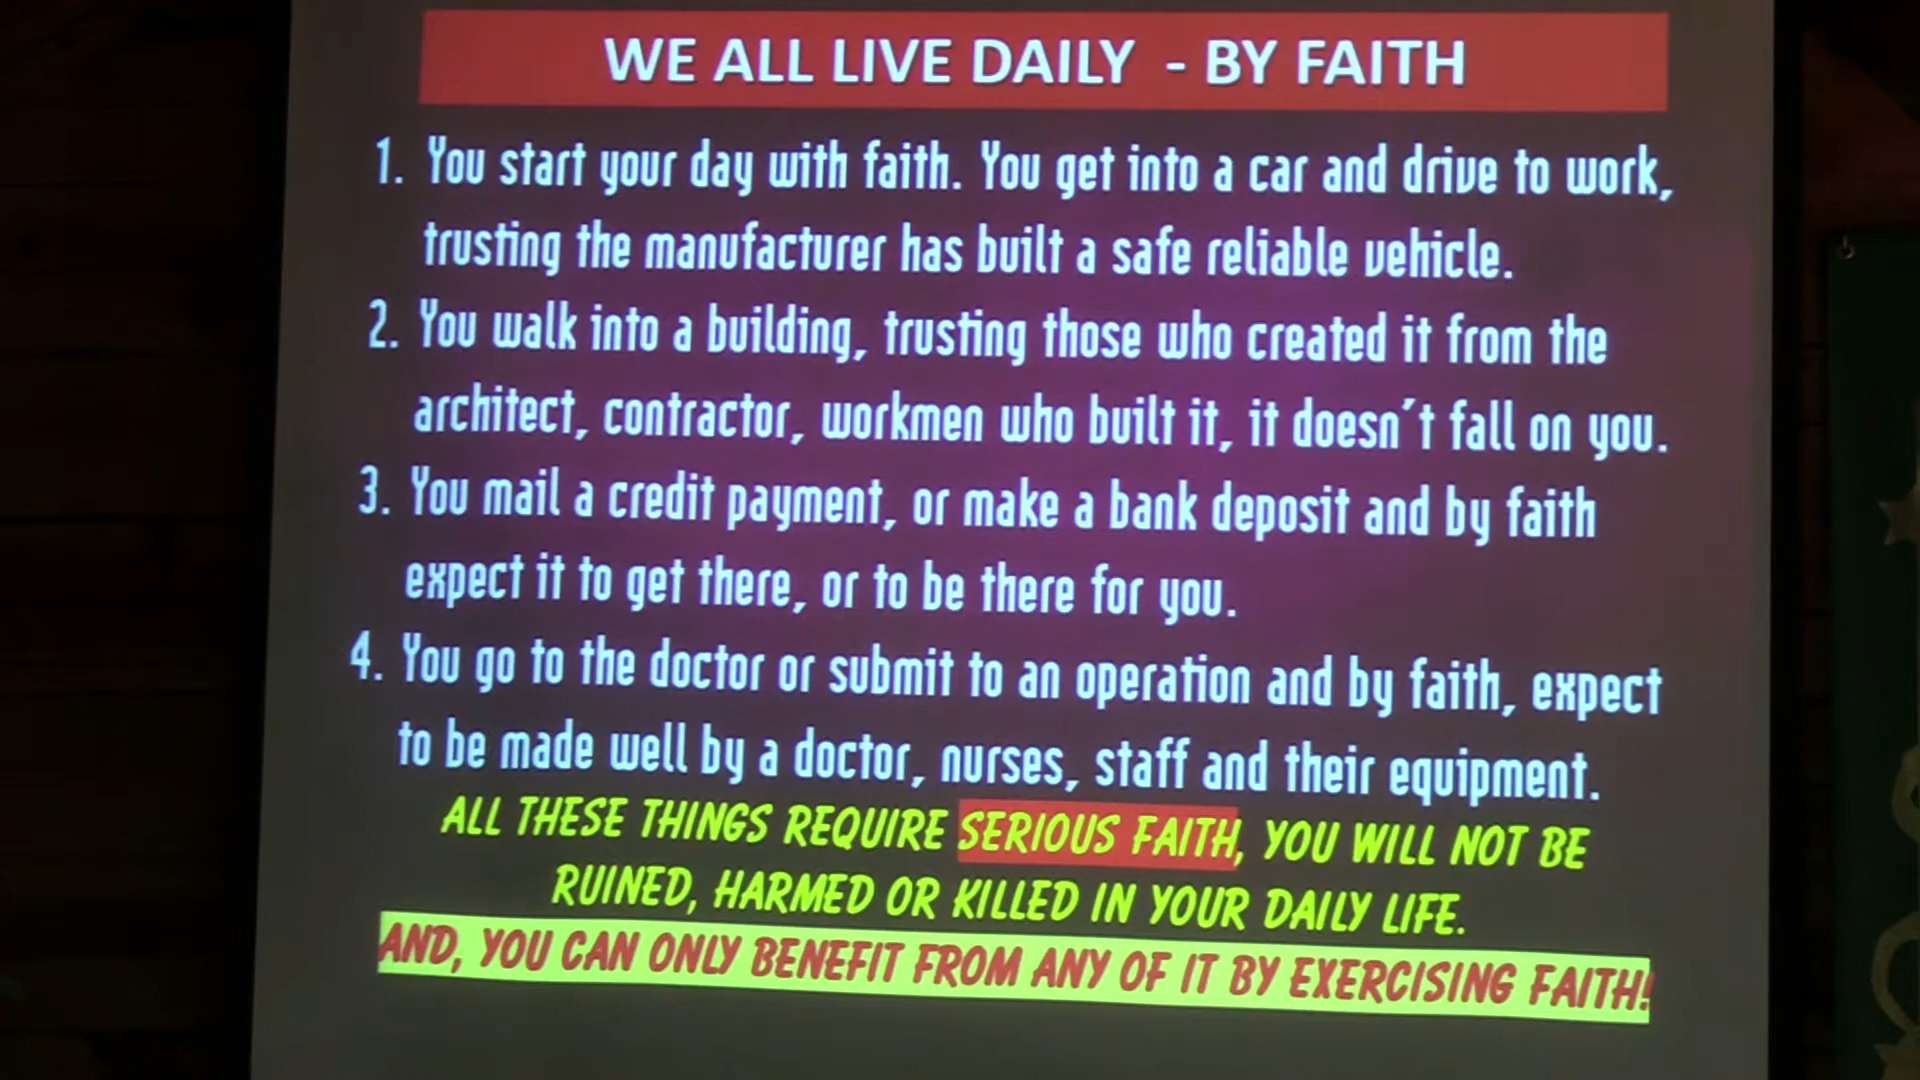 WE ALL LIVE DAILY - BY FAITH
1. You start your day with faith. You get into a car and drive to work,
trusting the manufacturer has built a safe reliable vehicle.
2. You walk into a building, trusting those who created it from the
architect, contractor, workmen who built it, it doesn't fall on you.
3. You mail a credit payment, or make a bank deposit and by faith
expect it to get there, or to be there for you.
4. You go to the doctor or submit to an operation and by faith, expect
to be made well by a doctor, nurses, staff and their equipment.
ALL THESE THINGS REQUIRE SERIOUS FAITH, YOU WILL NOT BE
RUINED, HARMED OR KILLED IN YOUR DAILY LIFE.
AND, YOU CAN ONLY BENEFIT FROM ANY OF IT BY EXERCISING FAITH!